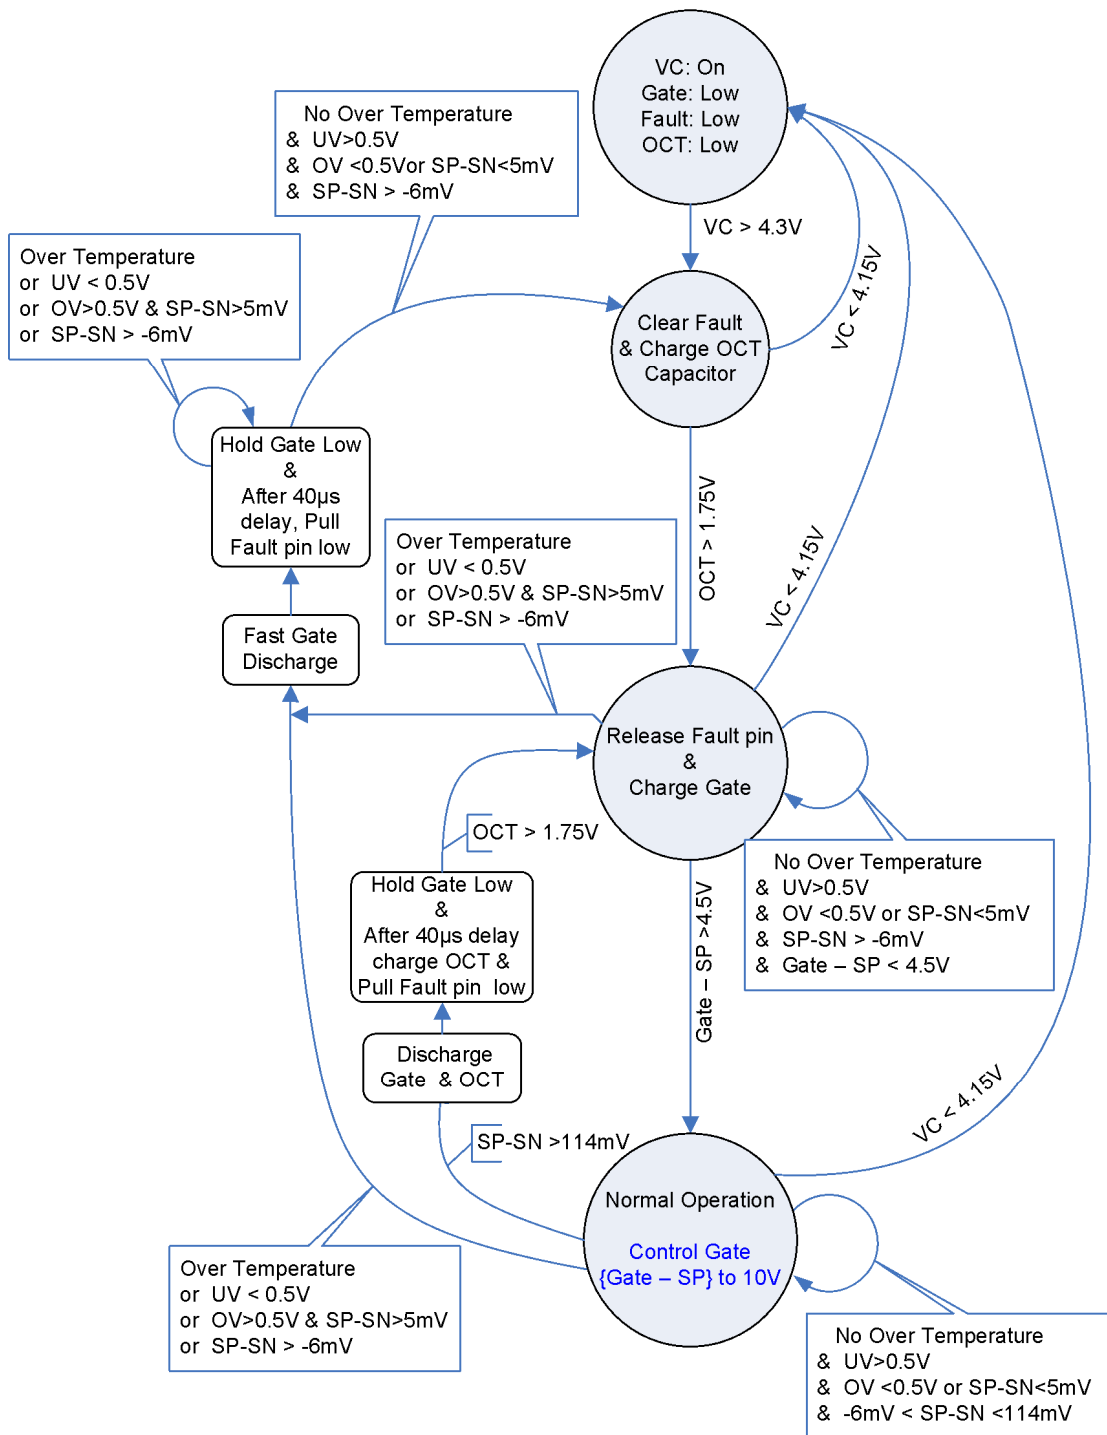 VC: On
Gate: Low
Fault: Low
OCT: Low
No Over Temperature
& UV>0.5V
& OV <0.5Vor SP-SN<5mV
& SP-SN > -6mV
VC > 4.3V
Over Temperature
or UV < 0.5V
or OV>0.5V & SP-SN>5mV
or SP-SN > -6mV
Clear Fault
& Charge OCT
Capacitor
VC < 4.15V
Hold Gate Low
&
After 40µs
delay, Pull
Fault pin low
OCT > 1.75V
VC < 4.15V
Over Temperature
or UV < 0.5V
or OV>0.5V & SP-SN>5mV
or SP-SN > -6mV
Fast Gate
Discharge
Release Fault pin
&
Charge Gate
OCT > 1.75V
No Over Temperature
& UV>0.5V
& OV <0.5V or SP-SN<5mV
& SP-SN > -6mV
& Gate – SP < 4.5V
Hold Gate Low
&
After 40µs delay
charge OCT &
Pull Fault pin low
Gate – SP >4.5V
Discharge
Gate & OCT
SP-SN >114mV
VC < 4.15V
Normal Operation
Control Gate
{Gate – SP} to 10V
Over Temperature
or UV < 0.5V
or OV>0.5V & SP-SN>5mV
or SP-SN > -6mV
No Over Temperature
& UV>0.5V
& OV <0.5V or SP-SN<5mV
& -6mV < SP-SN <114mV